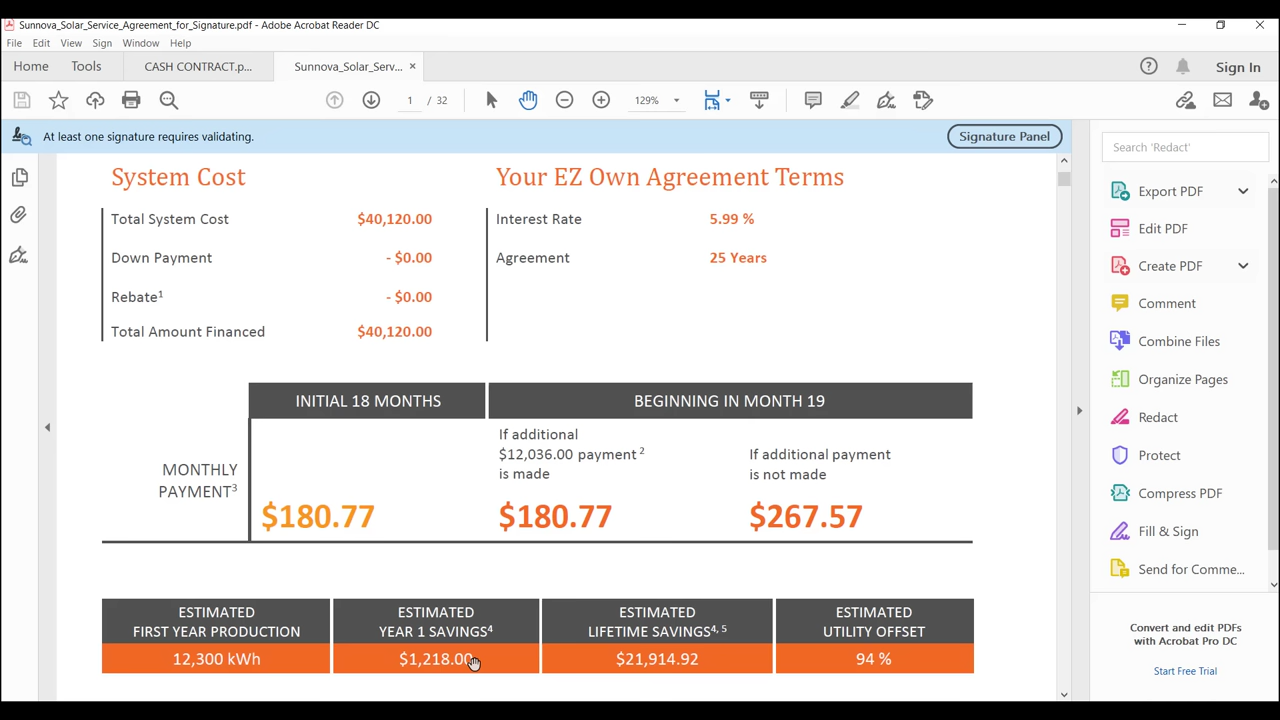 Sunnova_Solar_Service_Agreement_for_Signature.pdf - Adobe Acrobat Reader DC
File Edit View Sign Window Help
Home Tools CASH CONTRACT.p... Sunnova_Solar_Serv... ×
1 / 32 129%
Sign In
At least one signature requires validating.
Signature Panel
System Cost
Total System Cost $40,120.00
Down Payment - $0.00
Rebate¹ - $0.00
Total Amount Financed $40,120.00
Your EZ Own Agreement Terms
Interest Rate 5.99 %
Agreement 25 Years
INITIAL 18 MONTHS
BEGINNING IN MONTH 19
MONTHLY
PAYMENT³
$180.77
If additional
$12,036.00 payment ²
is made
$180.77
If additional payment
is not made
$267.57
ESTIMATED
FIRST YEAR PRODUCTION
12,300 kWh
ESTIMATED
YEAR 1 SAVINGS⁴
$1,218.00
ESTIMATED
LIFETIME SAVINGS⁴, ⁵
$21,914.92
ESTIMATED
UTILITY OFFSET
94 %
Search 'Redact'
Export PDF
Edit PDF
Create PDF
Comment
Combine Files
Organize Pages
Redact
Protect
Compress PDF
Fill & Sign
Send for Comme...
Convert and edit PDFs
with Acrobat Pro DC
Start Free Trial